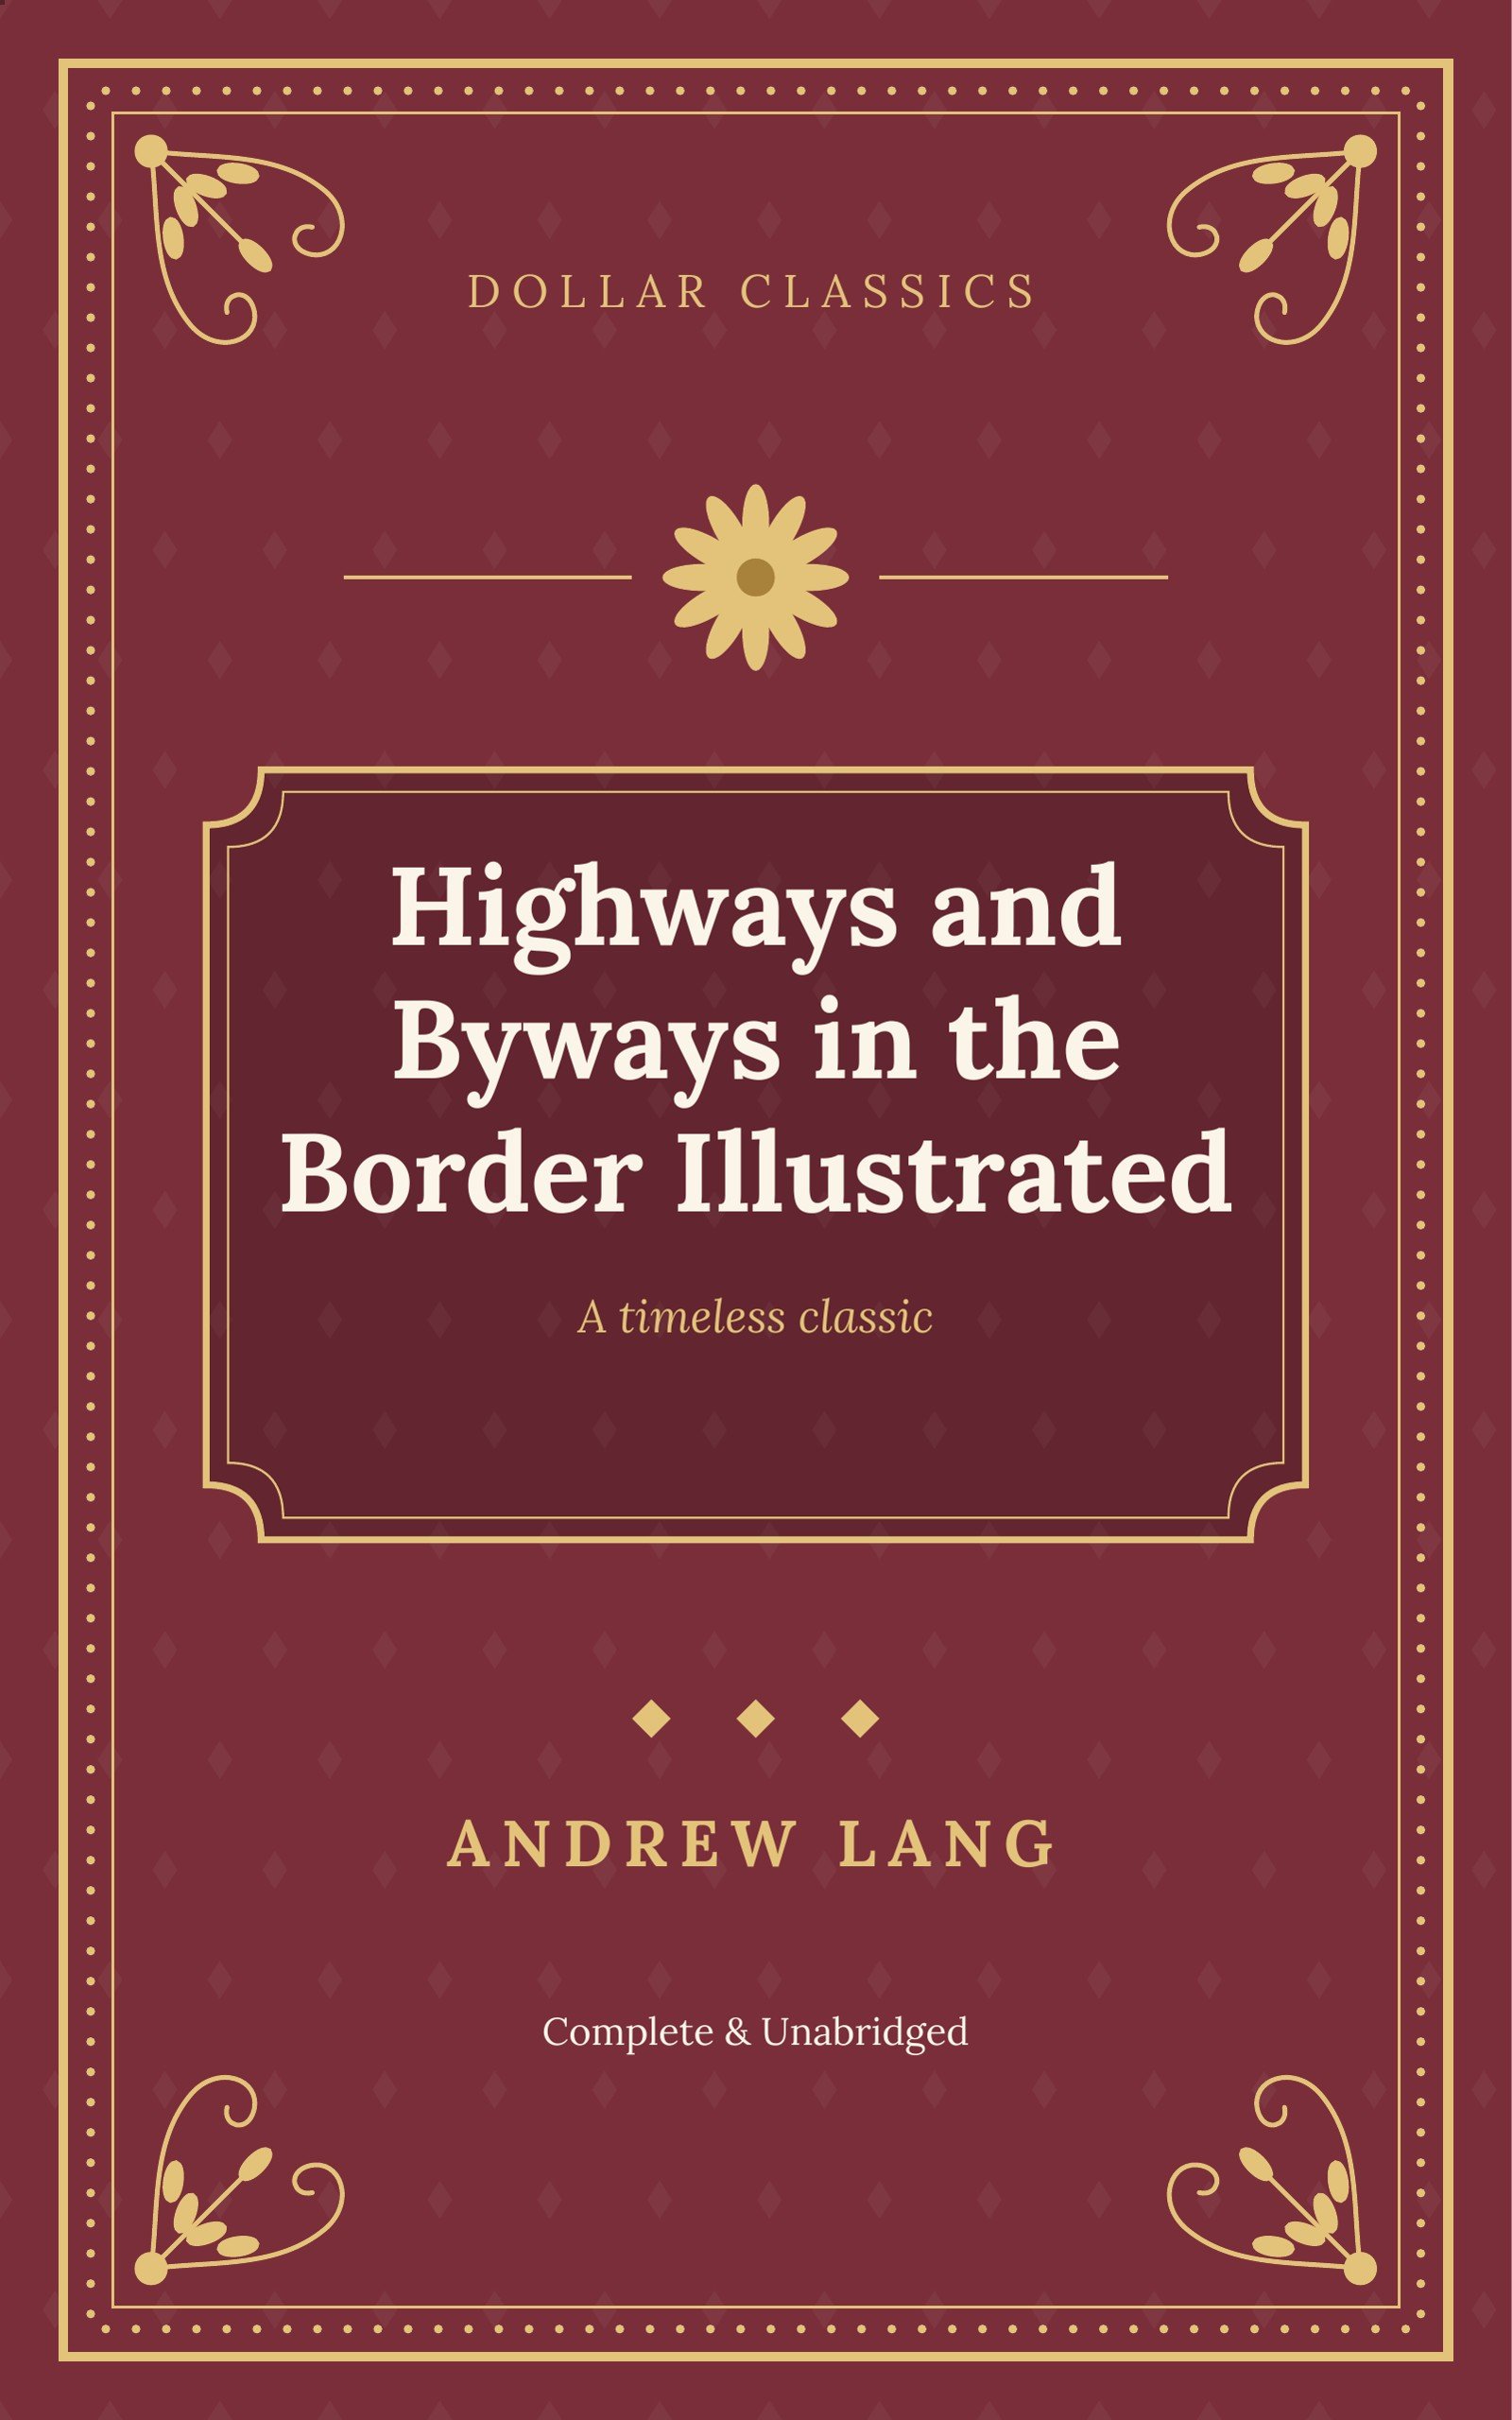 DOLLAR CLASSICS
Highways and
Byways in the
Border Illustrated
A timeless classic
ANDREW LANG
Complete & Unabridged